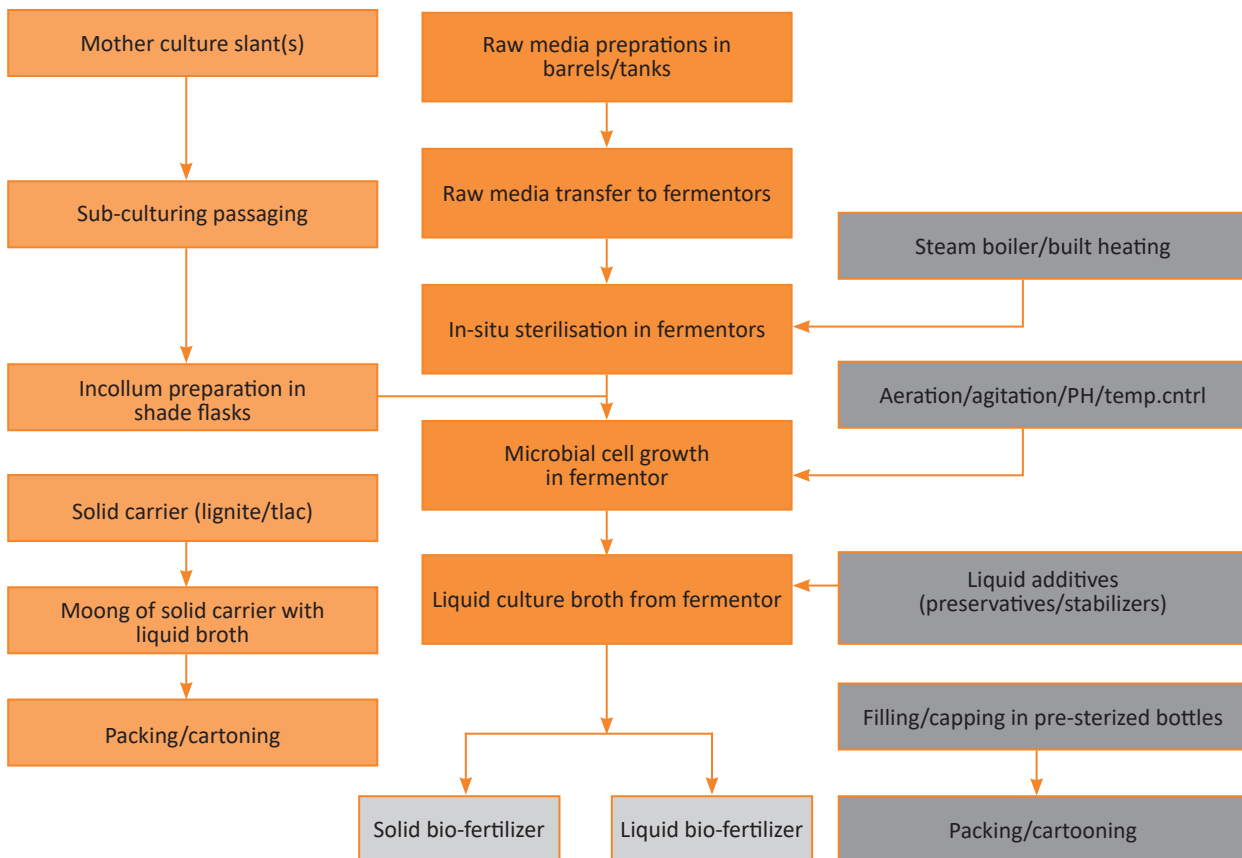 Mother culture slant(s)
Sub-culturing passaging
Incollum preparation in
shade flasks
Solid carrier (lignite/tlac)
Moong of solid carrier with
liquid broth
Packing/cartoning
Raw media preprations in
barrels/tanks
Raw media transfer to fermentors
In-situ sterilisation in fermentors
Microbial cell growth
in fermentor
Liquid culture broth from fermentor
Solid bio-fertilizer
Liquid bio-fertilizer
Steam boiler/built heating
Aeration/agitation/PH/temp.cntrl
Liquid additives
(preservatives/stabilizers)
Filling/capping in pre-sterized bottles
Packing/cartooning